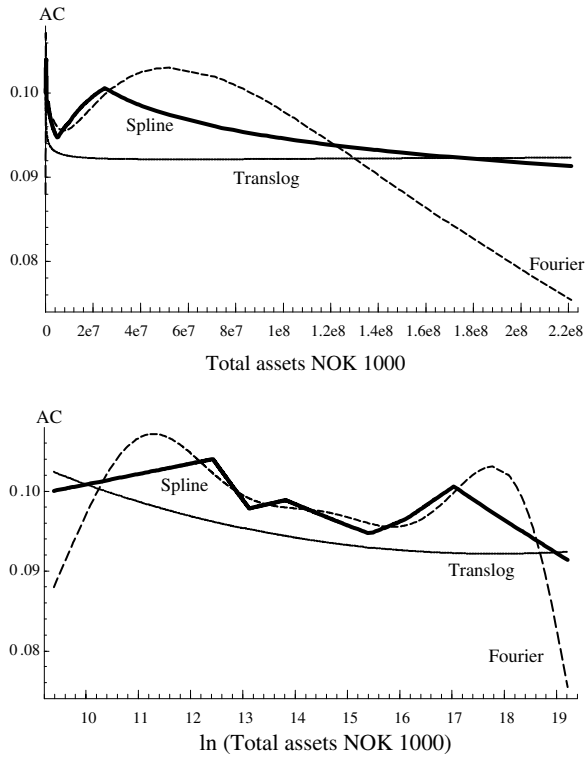 AC
0.10
Spline
0.09
Translog
0.08
Fourier
0 2e7 4e7 6e7 8e7 1e8 1.2e8 1.4e8 1.6e8 1.8e8 2e8 2.2e8
Total assets NOK 1000
AC
0.10
Spline
0.09
Translog
0.08
Fourier
10 11 12 13 14 15 16 17 18 19
ln (Total assets NOK 1000)